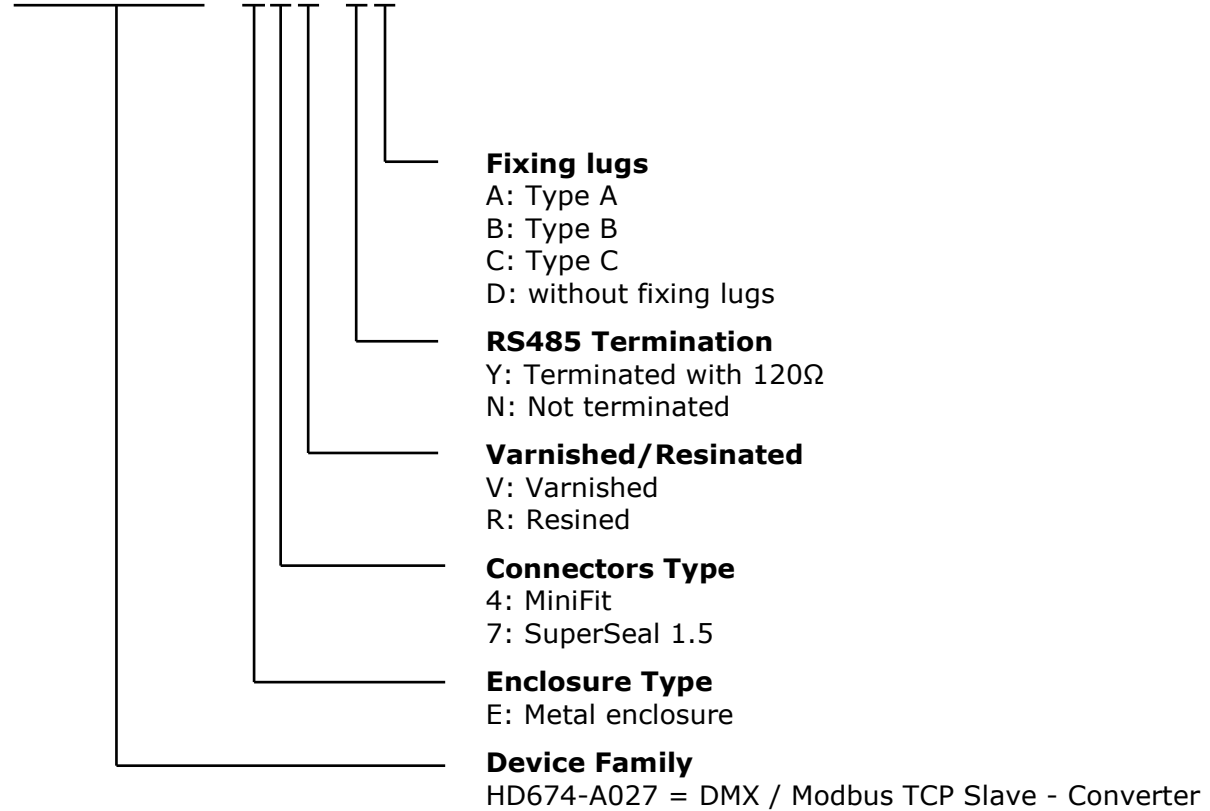 Fixing lugs
A: Type A
B: Type B
C: Type C
D: without fixing lugs
RS485 Termination
Y: Terminated with 120Ω
N: Not terminated
Varnished/Resinated
V: Varnished
R: Resined
Connectors Type
4: MiniFit
7: SuperSeal 1.5
Enclosure Type
E: Metal enclosure
Device Family
HD674-A027 = DMX / Modbus TCP Slave - Converter